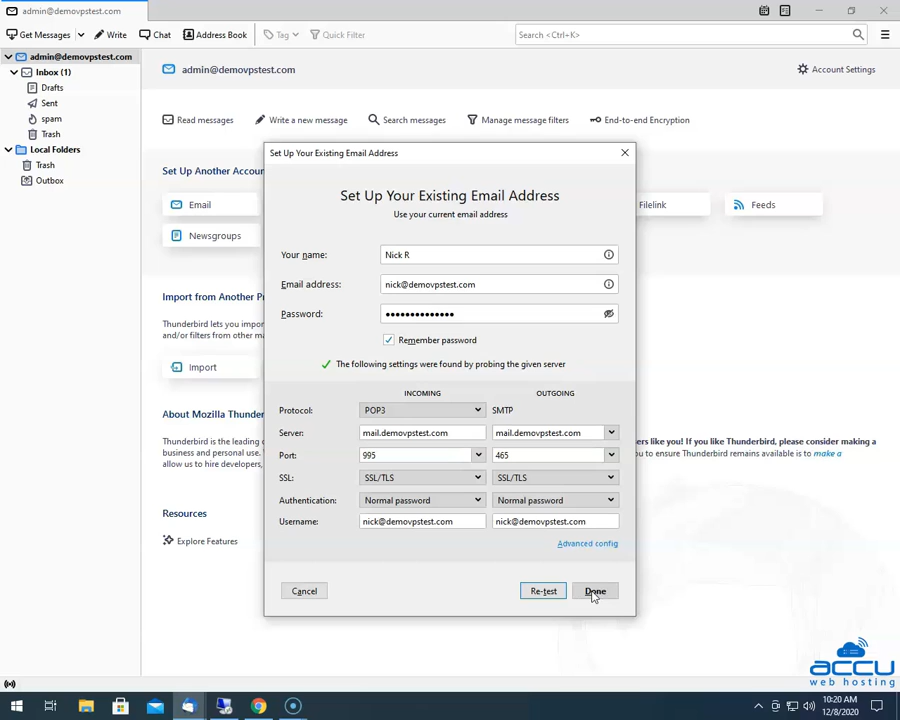 admin@demovpstest.com
Get Messages Write Chat Address Book Tag Quick Filter Search <Ctrl+K>
admin@demovpstest.com
Inbox (1)
Drafts
Sent
spam
Trash
Local Folders
Trash
Outbox
admin@demovpstest.com Account Settings
Read messages Write a new message Search messages Manage message filters End-to-end Encryption
Set Up Another Accou
Email Filelink Feeds
Newsgroups
Import from Another Pr
Thunderbird lets you impor
and/or filters from other ma
Import
About Mozilla Thunder
Thunderbird is the leading c
business and personal use. T
allow us to hire developers,
ers like you! If you like Thunderbird, please consider making a
you to ensure Thunderbird remains available is to make a
Resources
Explore Features
Set Up Your Existing Email Address
Set Up Your Existing Email Address
Use your current email address
Your name: Nick R
Email address: nick@demovpstest.com
Password: ••••••••••••••
Remember password
The following settings were found by probing the given server
INCOMING OUTGOING
Protocol: POP3 SMTP
Server: mail.demovpstest.com mail.demovpstest.com
Port: 995 465
SSL: SSL/TLS SSL/TLS
Authentication: Normal password Normal password
Username: nick@demovpstest.com nick@demovpstest.com
Advanced config
Cancel Re-test Done
ACCU
web hosting
10:20 AM
12/8/2020